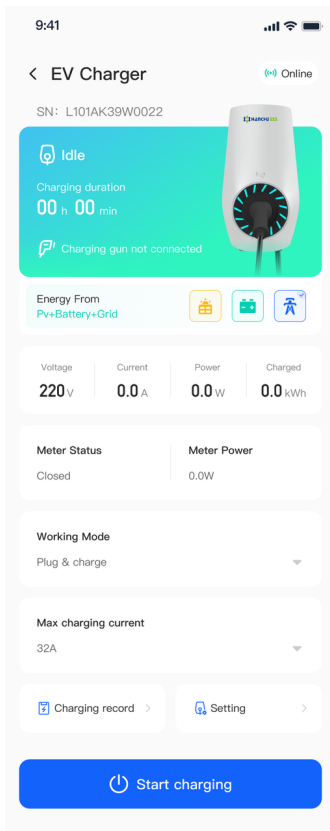 9:41
EV Charger
Online
SN: L101AK39W0022
Idle
Charging duration
00 h 00 min
Charging gun not connected
Energy From
Pv+Battery+Grid
Voltage Current Power Charged
220 V 0.0 A 0.0 W 0.0 kWh
Meter Status Meter Power
Closed 0.0W
Working Mode
Plug & charge
Max charging current
32A
Charging record Setting
Start charging